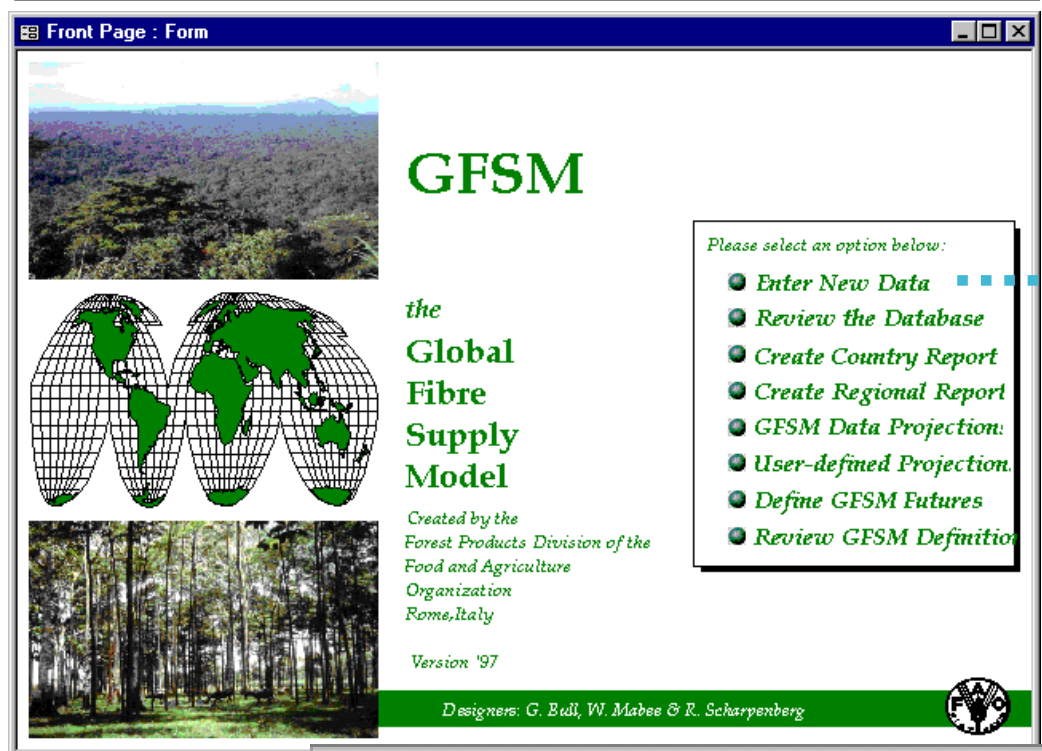 Front Page : Form
GFSM
the
Global
Fibre
Supply
Model
Created by the
Forest Products Division of the
Food and Agriculture
Organization
Rome,Italy
Version '97
Please select an option below:
Enter New Data
Review the Database
Create Country Report
Create Regional Report
GFSM Data Projection
User-defined Projection
Define GFSM Futures
Review GFSM Definitio
Designers: G. Bull, W. Mabee & R. Scharpenberg
FAO